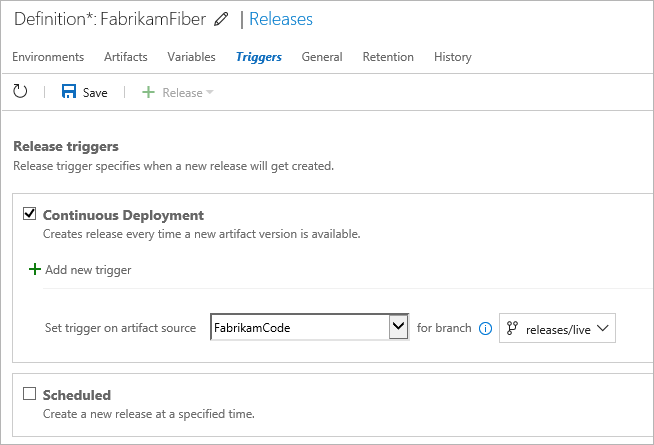 Definition*: FabrikamFiber | Releases
Environments Artifacts Variables Triggers General Retention History
Save Release
Release triggers
Release trigger specifies when a new release will get created.
Continuous Deployment
Creates release every time a new artifact version is available.
Add new trigger
Set trigger on artifact source FabrikamCode for branch releases/live
Scheduled
Create a new release at a specified time.